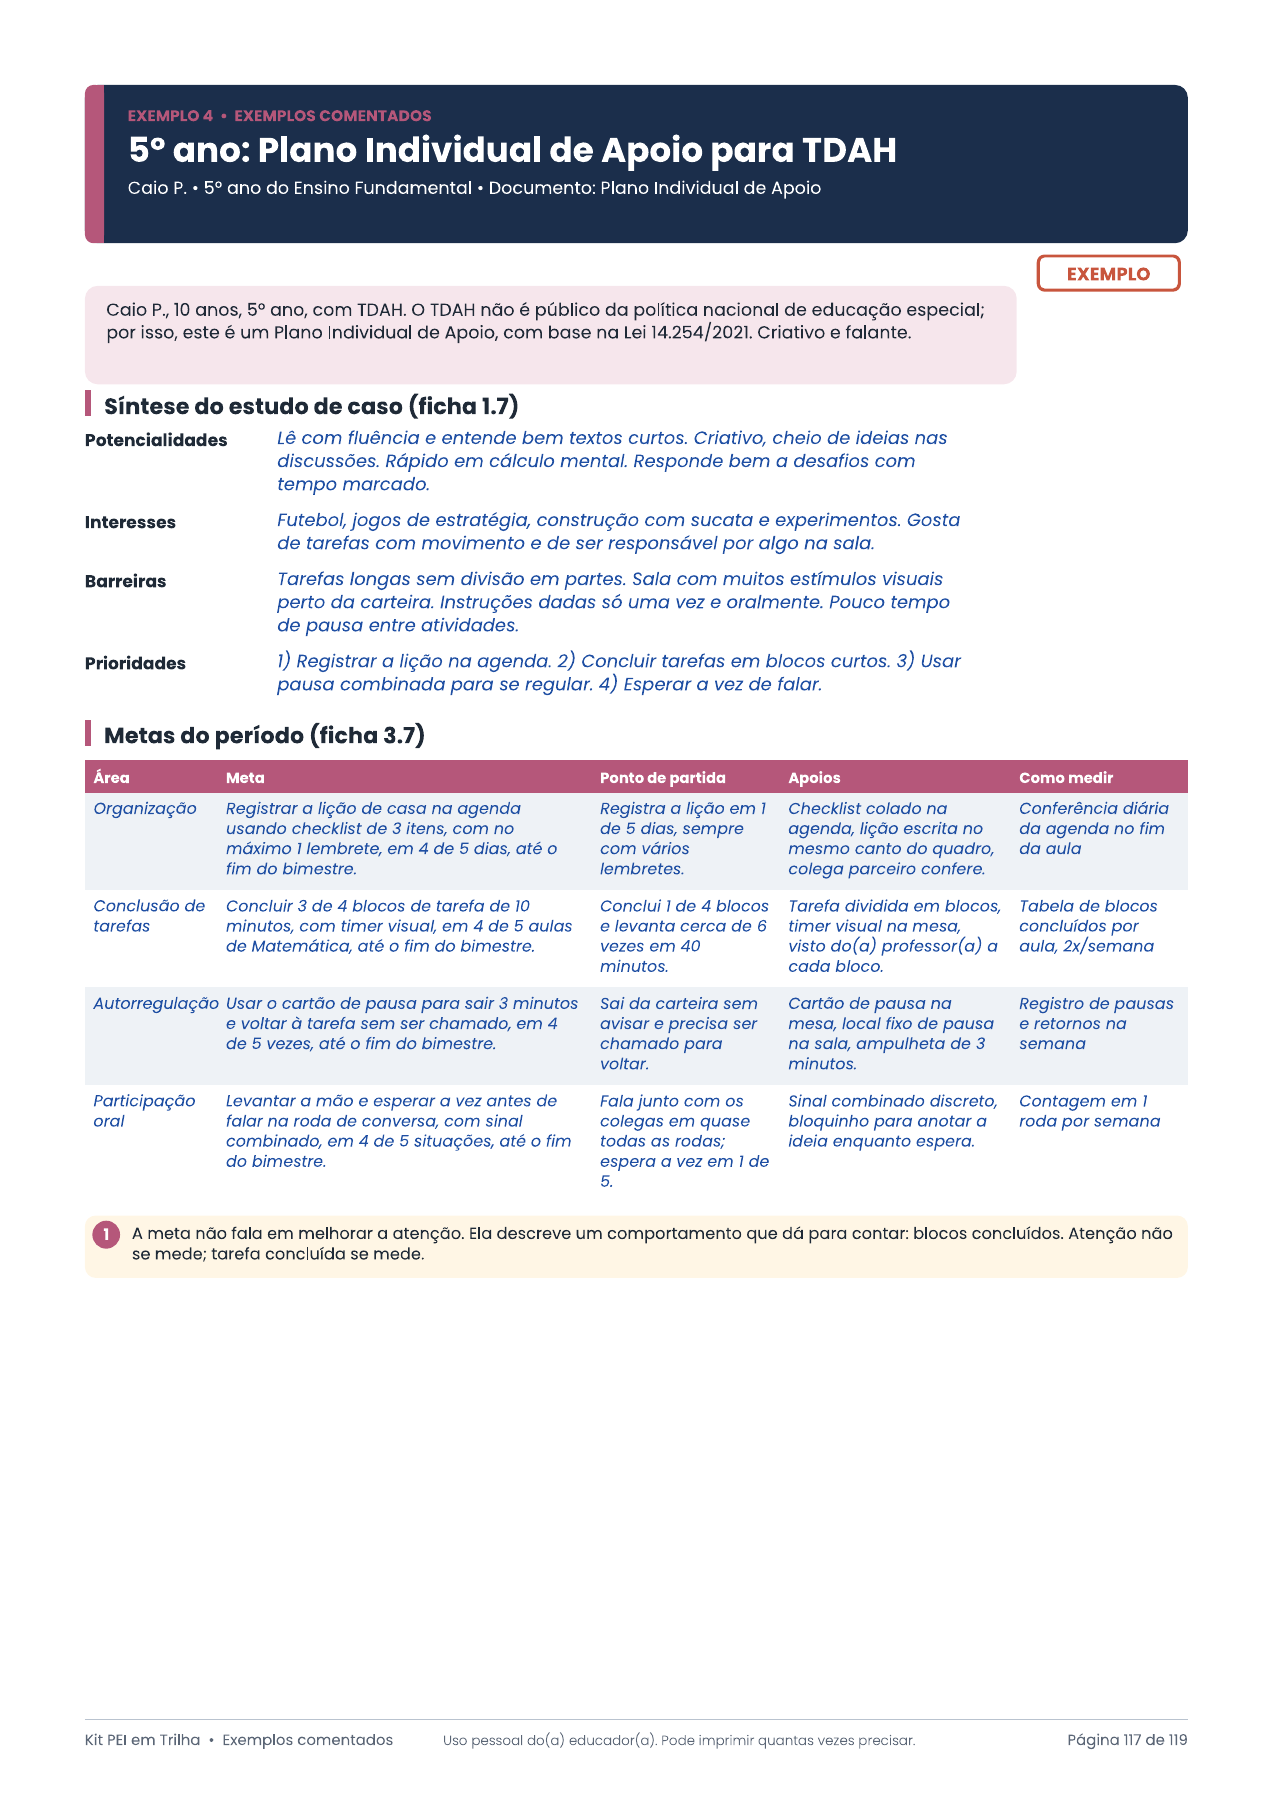 EXEMPLO 4 • EXEMPLOS COMENTADOS
5º ano: Plano Individual de Apoio para TDAH
Caio P. • 5º ano do Ensino Fundamental • Documento: Plano Individual de Apoio
EXEMPLO
Caio P., 10 anos, 5º ano, com TDAH. O TDAH não é público da política nacional de educação especial;
por isso, este é um Plano Individual de Apoio, com base na Lei 14.254/2021. Criativo e falante.
Síntese do estudo de caso (ficha 1.7)
Potencialidades
Lê com fluência e entende bem textos curtos. Criativo, cheio de ideias nas
discussões. Rápido em cálculo mental. Responde bem a desafios com
tempo marcado.
Interesses
Futebol, jogos de estratégia, construção com sucata e experimentos. Gosta
de tarefas com movimento e de ser responsável por algo na sala.
Barreiras
Tarefas longas sem divisão em partes. Sala com muitos estímulos visuais
perto da carteira. Instruções dadas só uma vez e oralmente. Pouco tempo
de pausa entre atividades.
Prioridades
1) Registrar a lição na agenda. 2) Concluir tarefas em blocos curtos. 3) Usar
pausa combinada para se regular. 4) Esperar a vez de falar.
Metas do período (ficha 3.7)
Área
Meta
Ponto de partida
Apoios
Como medir
Organização
Registrar a lição de casa na agenda
usando checklist de 3 itens, com no
máximo 1 lembrete, em 4 de 5 dias, até o
fim do bimestre.
Registra a lição em 1
de 5 dias, sempre
com vários
lembretes.
Checklist colado na
agenda, lição escrita no
mesmo canto do quadro,
colega parceiro confere.
Conferência diária
da agenda no fim
da aula
Conclusão de
tarefas
Concluir 3 de 4 blocos de tarefa de 10
minutos, com timer visual, em 4 de 5 aulas
de Matemática, até o fim do bimestre.
Conclui 1 de 4 blocos
e levanta cerca de 6
vezes em 40
minutos.
Tarefa dividida em blocos,
timer visual na mesa,
visto do(a) professor(a) a
cada bloco.
Tabela de blocos
concluídos por
aula, 2x/semana
Autorregulação
Usar o cartão de pausa para sair 3 minutos
e voltar à tarefa sem ser chamado, em 4
de 5 vezes, até o fim do bimestre.
Sai da carteira sem
avisar e precisa ser
chamado para
voltar.
Cartão de pausa na
mesa, local fixo de pausa
na sala, ampulheta de 3
minutos.
Registro de pausas
e retornos na
semana
Participação
oral
Levantar a mão e esperar a vez antes de
falar na roda de conversa, com sinal
combinado, em 4 de 5 situações, até o fim
do bimestre.
Fala junto com os
colegas em quase
todas as rodas;
espera a vez em 1 de
5.
Sinal combinado discreto,
bloquinho para anotar a
ideia enquanto espera.
Contagem em 1
roda por semana
1
A meta não fala em melhorar a atenção. Ela descreve um comportamento que dá para contar: blocos concluídos. Atenção não
se mede; tarefa concluída se mede.
Kit PEI em Trilha • Exemplos comentados
Uso pessoal do(a) educador(a). Pode imprimir quantas vezes precisar.
Página 117 de 119